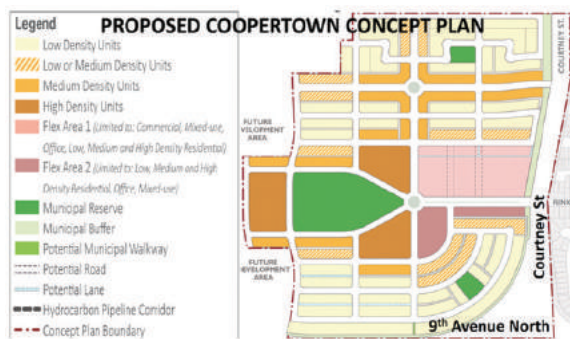 PROPOSED COOPERTOWN CONCEPT PLAN
Legend
Low Density Units
Low or Medium Density Units
Medium Density Units
High Density Units
Flex Area 1 (Limited to: Commercial, Mixed-use,
Office, Low, Medium and High Density Residential)
Flex Area 2 (Limited to: Low, Medium and High
Density Residential, Office, Mixed-use)
Municipal Reserve
Municipal Buffer
Potential Municipal Walkway
Potential Road
Potential Lane
Hydrocarbon Pipeline Corridor
Concept Plan Boundary
COURTNEY ST.
FUTURE
VELOPMENT
AREA
FUTURE
DEVELOPMENT
AREA
Courtney St
9th Avenue North